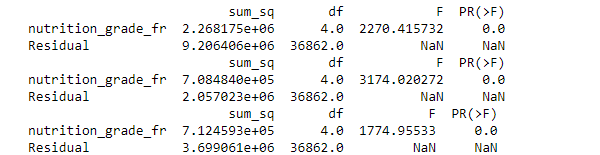 sum_sq df F PR(>F)
nutrition_grade_fr 2.268175e+06 4.0 2270.415732 0.0
Residual 9.206406e+06 36862.0 NaN NaN
sum_sq df F PR(>F)
nutrition_grade_fr 7.084840e+05 4.0 3174.020272 0.0
Residual 2.057023e+06 36862.0 NaN NaN
sum_sq df F PR(>F)
nutrition_grade_fr 7.124593e+05 4.0 1774.95533 0.0
Residual 3.699061e+06 36862.0 NaN NaN